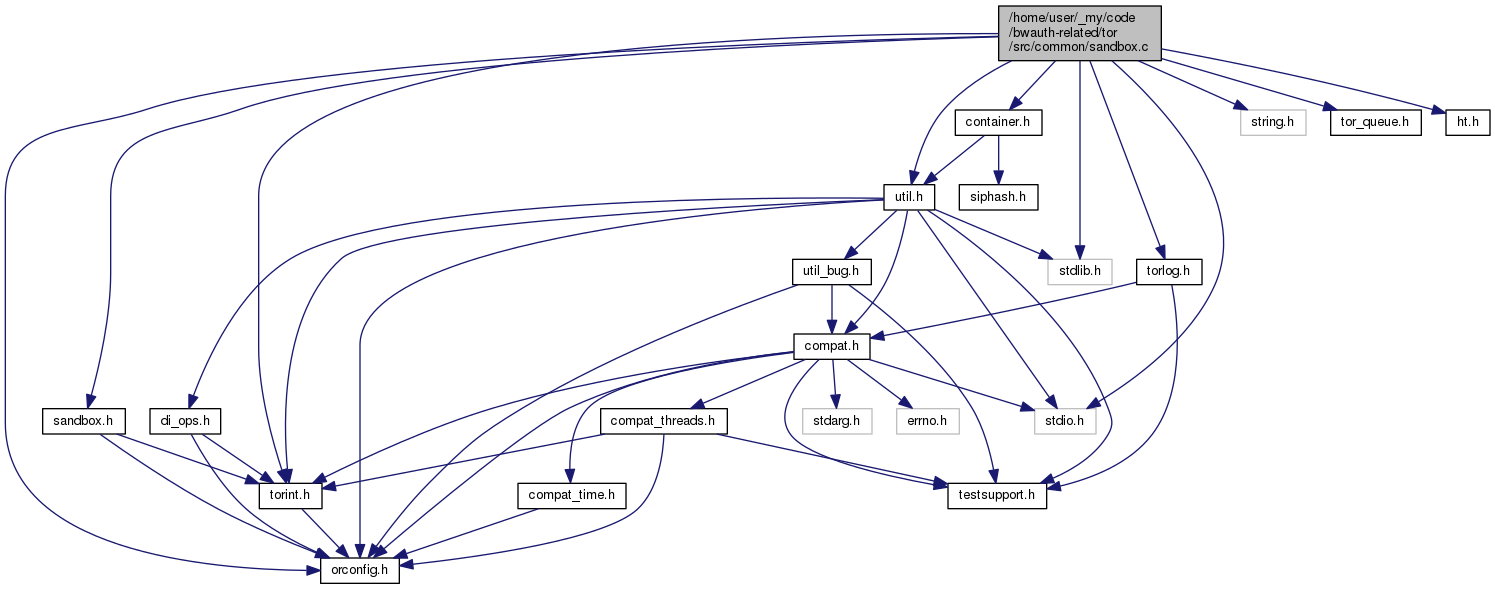 /home/user/_my/code
/bwauth-related/tor
/src/common/sandbox.c
container.h
string.h
tor_queue.h
ht.h
util.h
siphash.h
util_bug.h
stdlib.h
torlog.h
compat.h
sandbox.h
di_ops.h
compat_threads.h
stdarg.h
errno.h
stdio.h
torint.h
compat_time.h
testsupport.h
orconfig.h